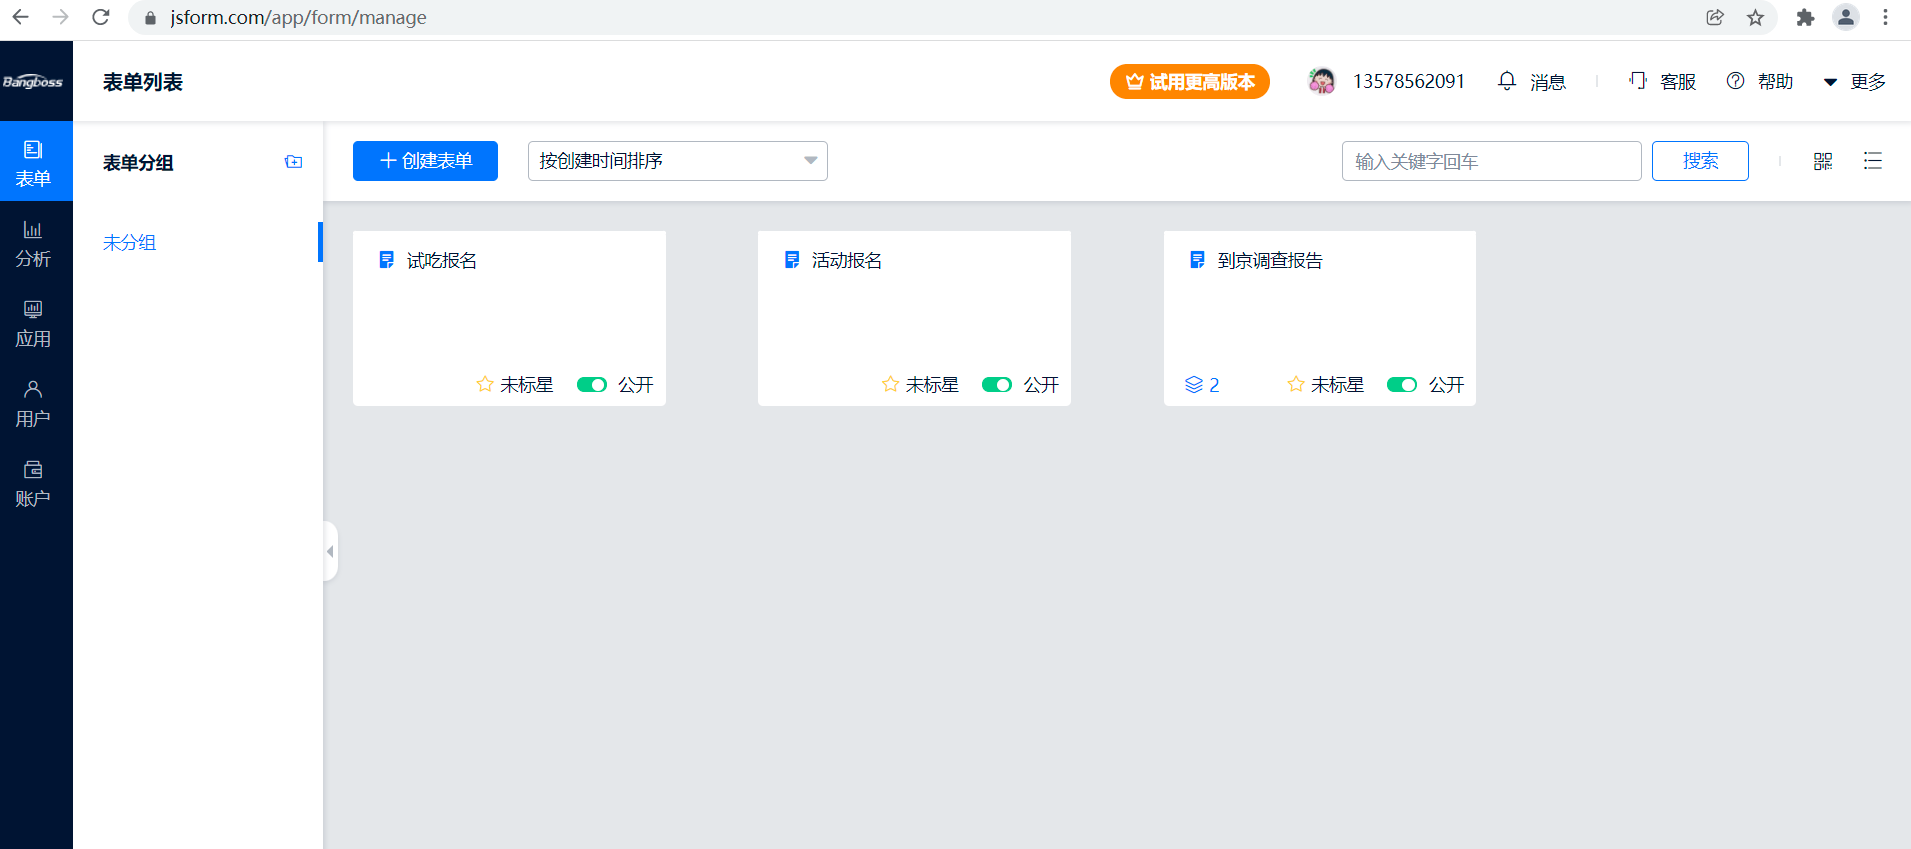 jsform.com/app/form/manage
Bangboss
表单列表
试用更高版本
13578562091
消息
客服
帮助
更多
表单
分析
应用
用户
账户
表单分组
未分组
创建表单
按创建时间排序
输入关键字回车
搜索
试吃报名
未标星 公开
活动报名
未标星 公开
到京调查报告
2 未标星 公开